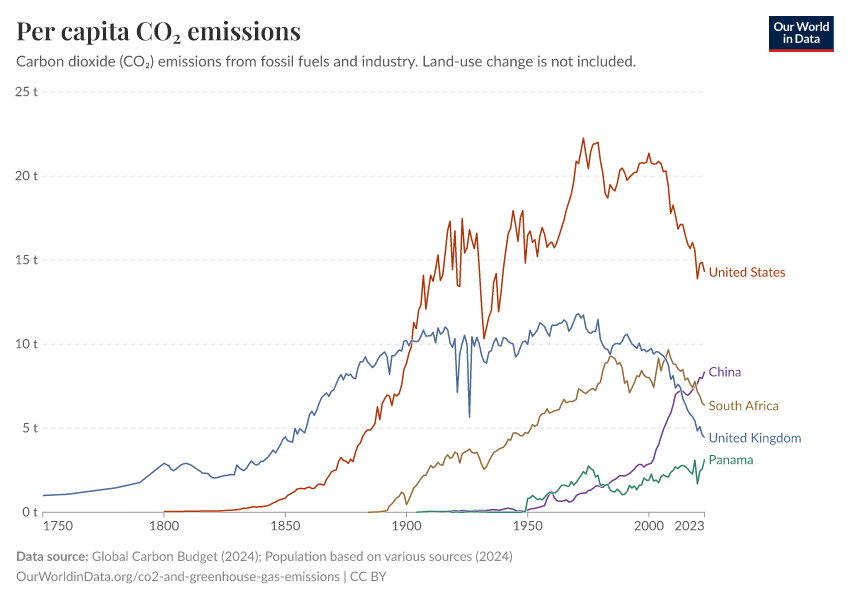 Per capita CO₂ emissions
Our World
in Data
Carbon dioxide (CO₂) emissions from fossil fuels and industry. Land-use change is not included.
25 t
20 t
15 t
10 t
5 t
0 t
United States
China
South Africa
United Kingdom
Panama
1750 1800 1850 1900 1950 2000 2023
Data source: Global Carbon Budget (2024); Population based on various sources (2024)
OurWorldinData.org/co2-and-greenhouse-gas-emissions | CC BY